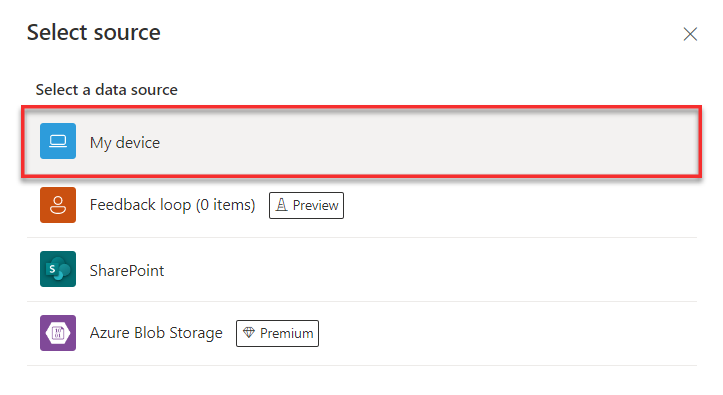 Select source
Select a data source
My device
Feedback loop (0 items) Preview
SharePoint
Azure Blob Storage Premium